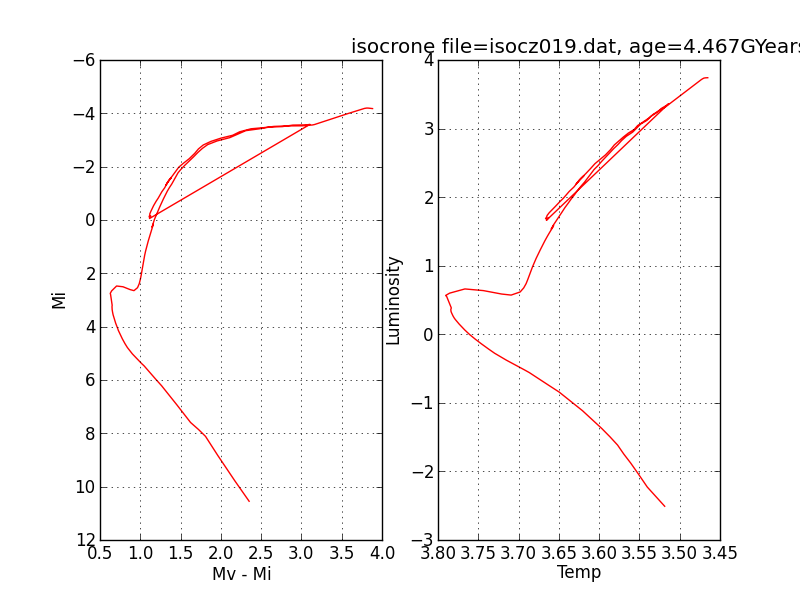 isocrone file=isocz019.dat, age=4.467GYears
−6
−4
−2
0
2
4
6
8
10
12
Mi
0.5 1.0 1.5 2.0 2.5 3.0 3.5 4.0
Mv - Mi
4
3
2
1
0
−1
−2
−3
Luminosity
3.80 3.75 3.70 3.65 3.60 3.55 3.50 3.45
Temp